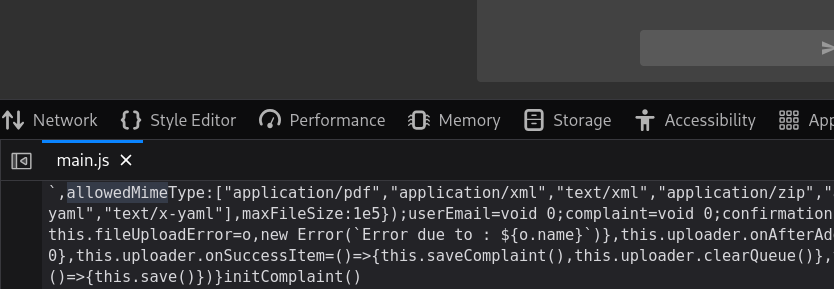 Network Style Editor Performance Memory Storage Accessibility
main.js
`,allowedMimeType:["application/pdf","application/xml","text/xml","application/zip","
yaml","text/x-yaml"],maxFileSize:1e5});userEmail=void 0;complaint=void 0;confirmation
this.fileUploadError=o,new Error(`Error due to : ${o.name}`)},this.uploader.onAfterAd
0},this.uploader.onSuccessItem=()=>{this.saveComplaint(),this.uploader.clearQueue()},
()=>{this.save()})}initComplaint()